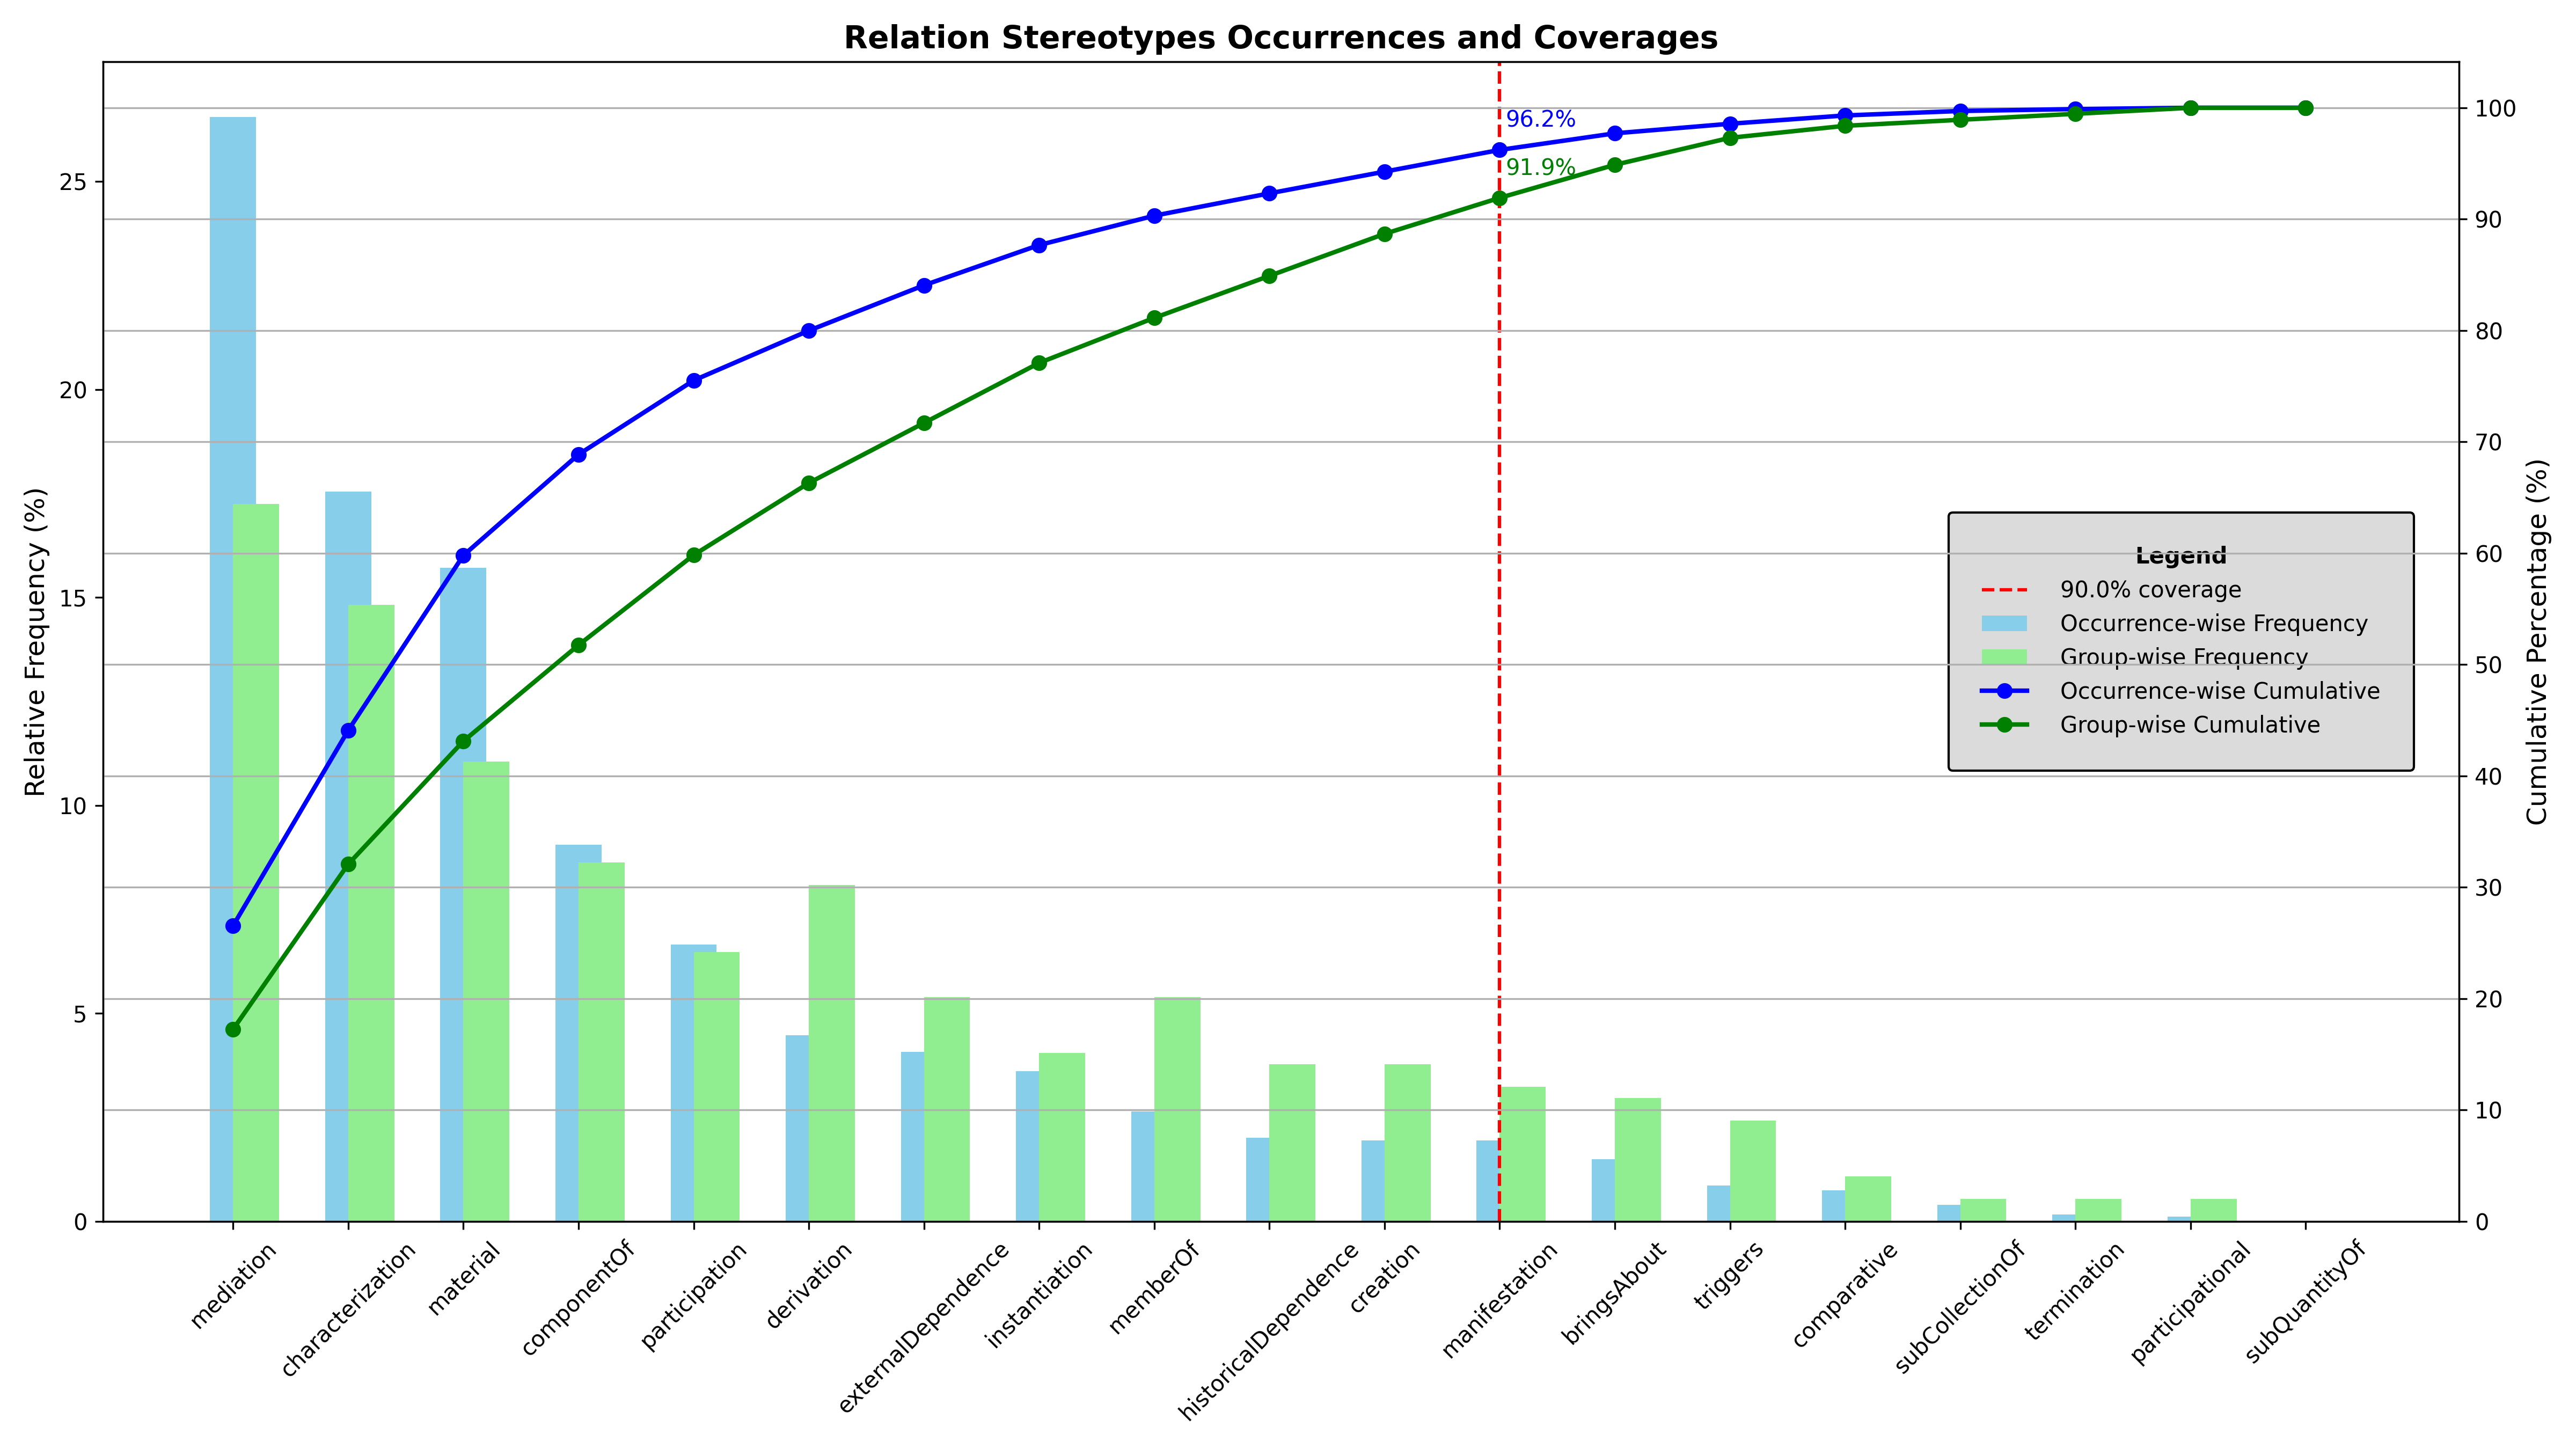 Relation Stereotypes Occurrences and Coverages
Relative Frequency (%)
25
20
15
10
5
0
96.2%
91.9%
100
90
80
70
60
50
40
30
20
10
0
Cumulative Percentage (%)
Legend
90.0% coverage
Occurrence-wise Frequency
Group-wise Frequency
Occurrence-wise Cumulative
Group-wise Cumulative
mediation
characterization
material
componentOf
participation
derivation
externalDependence
instantiation
memberOf
historicalDependence
creation
manifestation
bringsAbout
triggers
comparative
subCollectionOf
termination
participational
subQuantityOf